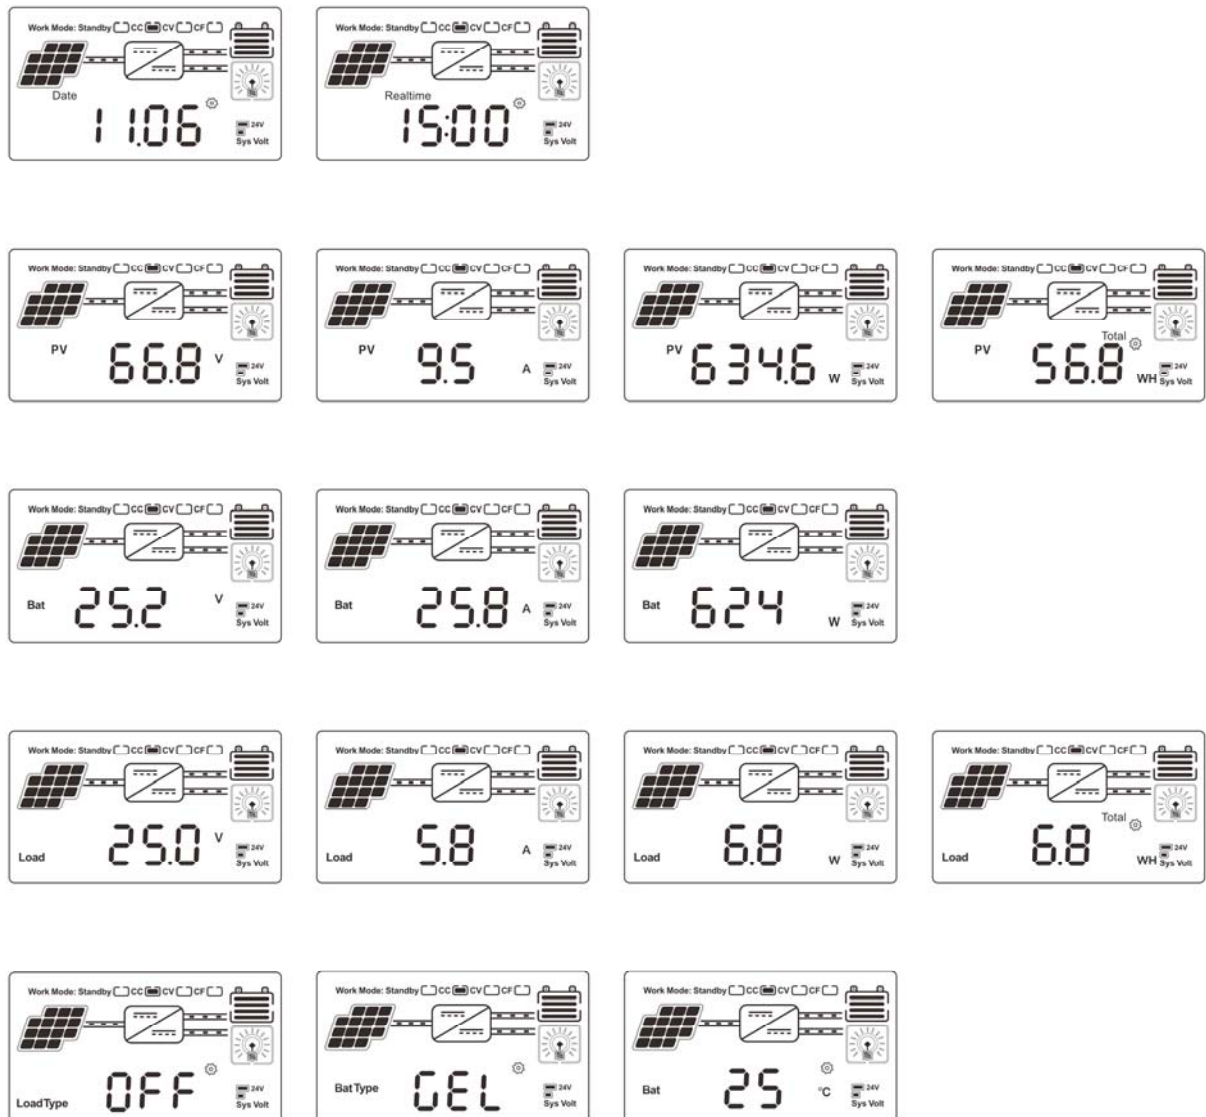 Work Mode: Standby CC CV CF
Date
11.06
24V
Sys Volt
Work Mode: Standby CC CV CF
Realtime
15:00
24V
Sys Volt
Work Mode: Standby CC CV CF
PV
66.8 V
24V
Sys Volt
Work Mode: Standby CC CV CF
PV
9.5 A
24V
Sys Volt
Work Mode: Standby CC CV CF
PV
634.6 W
24V
Sys Volt
Work Mode: Standby CC CV CF
Total
PV
56.8 WH
24V
Sys Volt
Work Mode: Standby CC CV CF
Bat 25.2 V
24V
Sys Volt
Work Mode: Standby CC CV CF
Bat 25.8 A
24V
Sys Volt
Work Mode: Standby CC CV CF
Bat 624 W
24V
Sys Volt
Work Mode: Standby CC CV CF
Load 25.0 V
24V
Sys Volt
Work Mode: Standby CC CV CF
Load 5.8 A
24V
Sys Volt
Work Mode: Standby CC CV CF
Load 6.8 W
24V
Sys Volt
Work Mode: Standby CC CV CF
Total
Load 6.8 WH
24V
Sys Volt
Work Mode: Standby CC CV CF
LoadType OFF
24V
Sys Volt
Work Mode: Standby CC CV CF
Bat Type GEL
24V
Sys Volt
Work Mode: Standby CC CV CF
Bat 25 °C
24V
Sys Volt